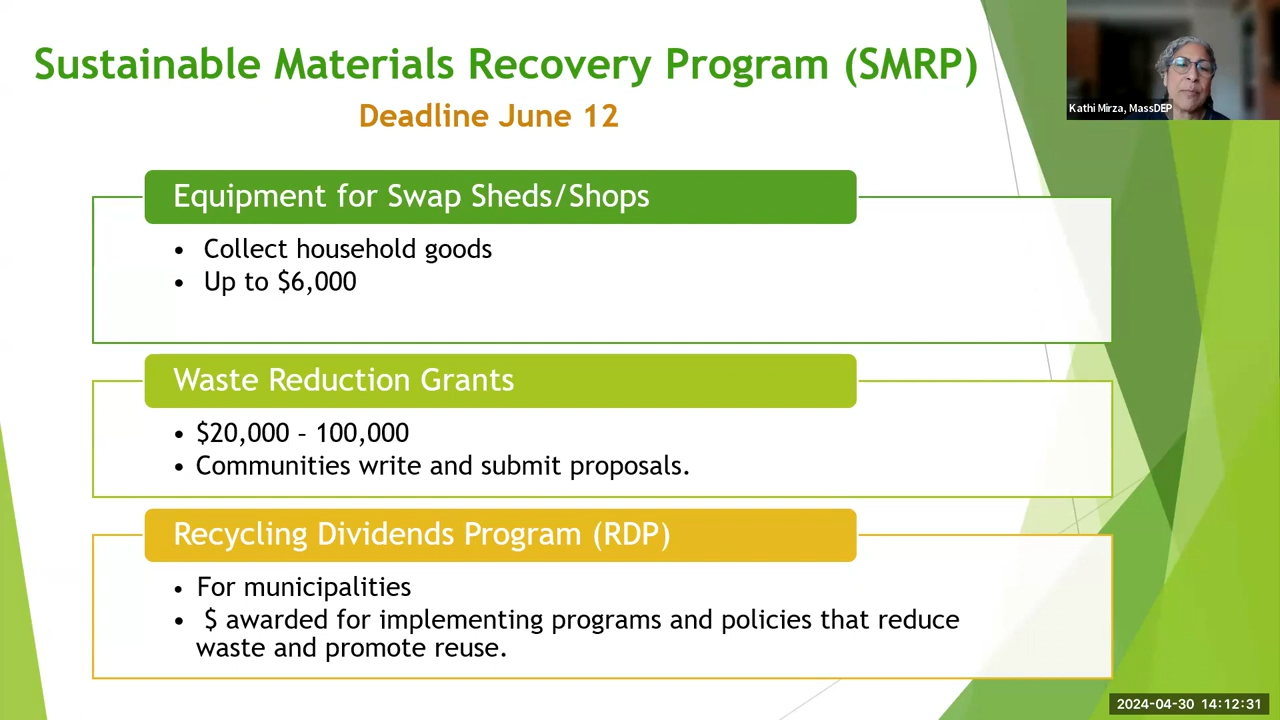 Sustainable Materials Recovery Program (SMRP)
Deadline June 12
Kathi Mirza, MassDEP
Equipment for Swap Sheds/Shops
• Collect household goods
• Up to $6,000
Waste Reduction Grants
• $20,000 – 100,000
• Communities write and submit proposals.
Recycling Dividends Program (RDP)
• For municipalities
• $ awarded for implementing programs and policies that reduce
waste and promote reuse.
2024-04-30 14:12:31